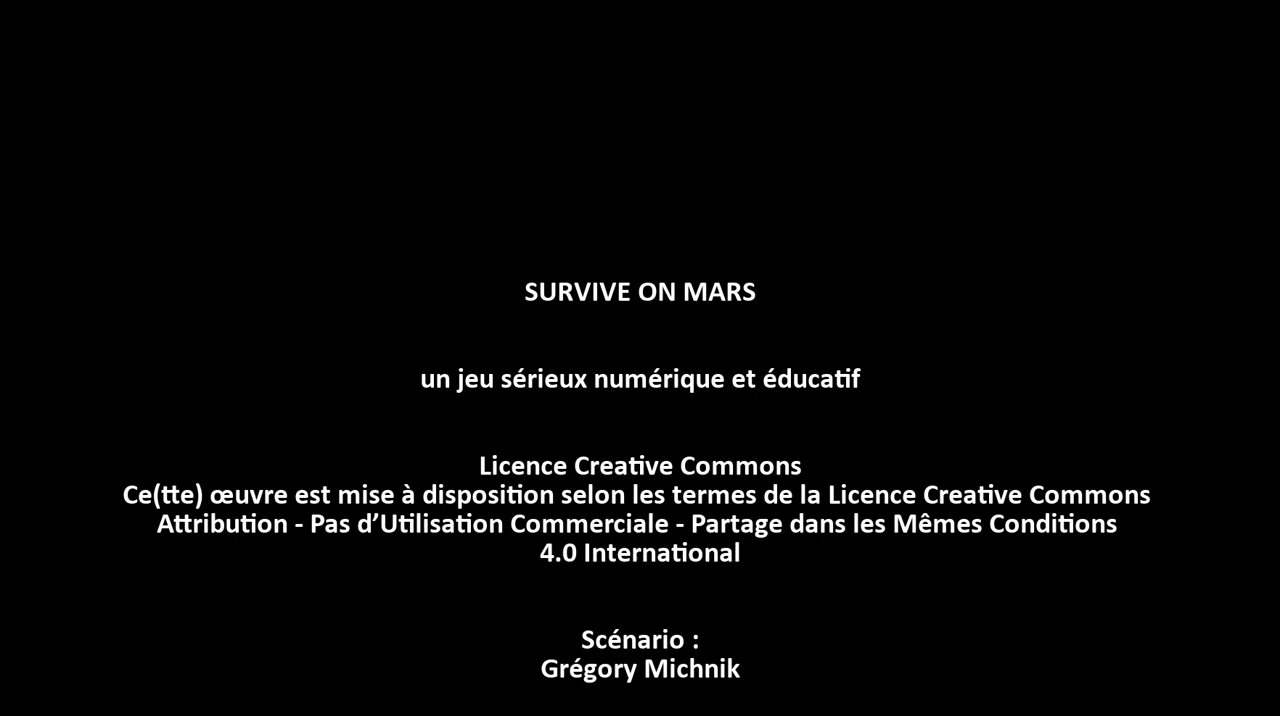 SURVIVE ON MARS
un jeu sérieux numérique et éducatif
Licence Creative Commons
Ce(tte) œuvre est mise à disposition selon les termes de la Licence Creative Commons
Attribution - Pas d’Utilisation Commerciale - Partage dans les Mêmes Conditions
4.0 International
Scénario :
Grégory Michnik